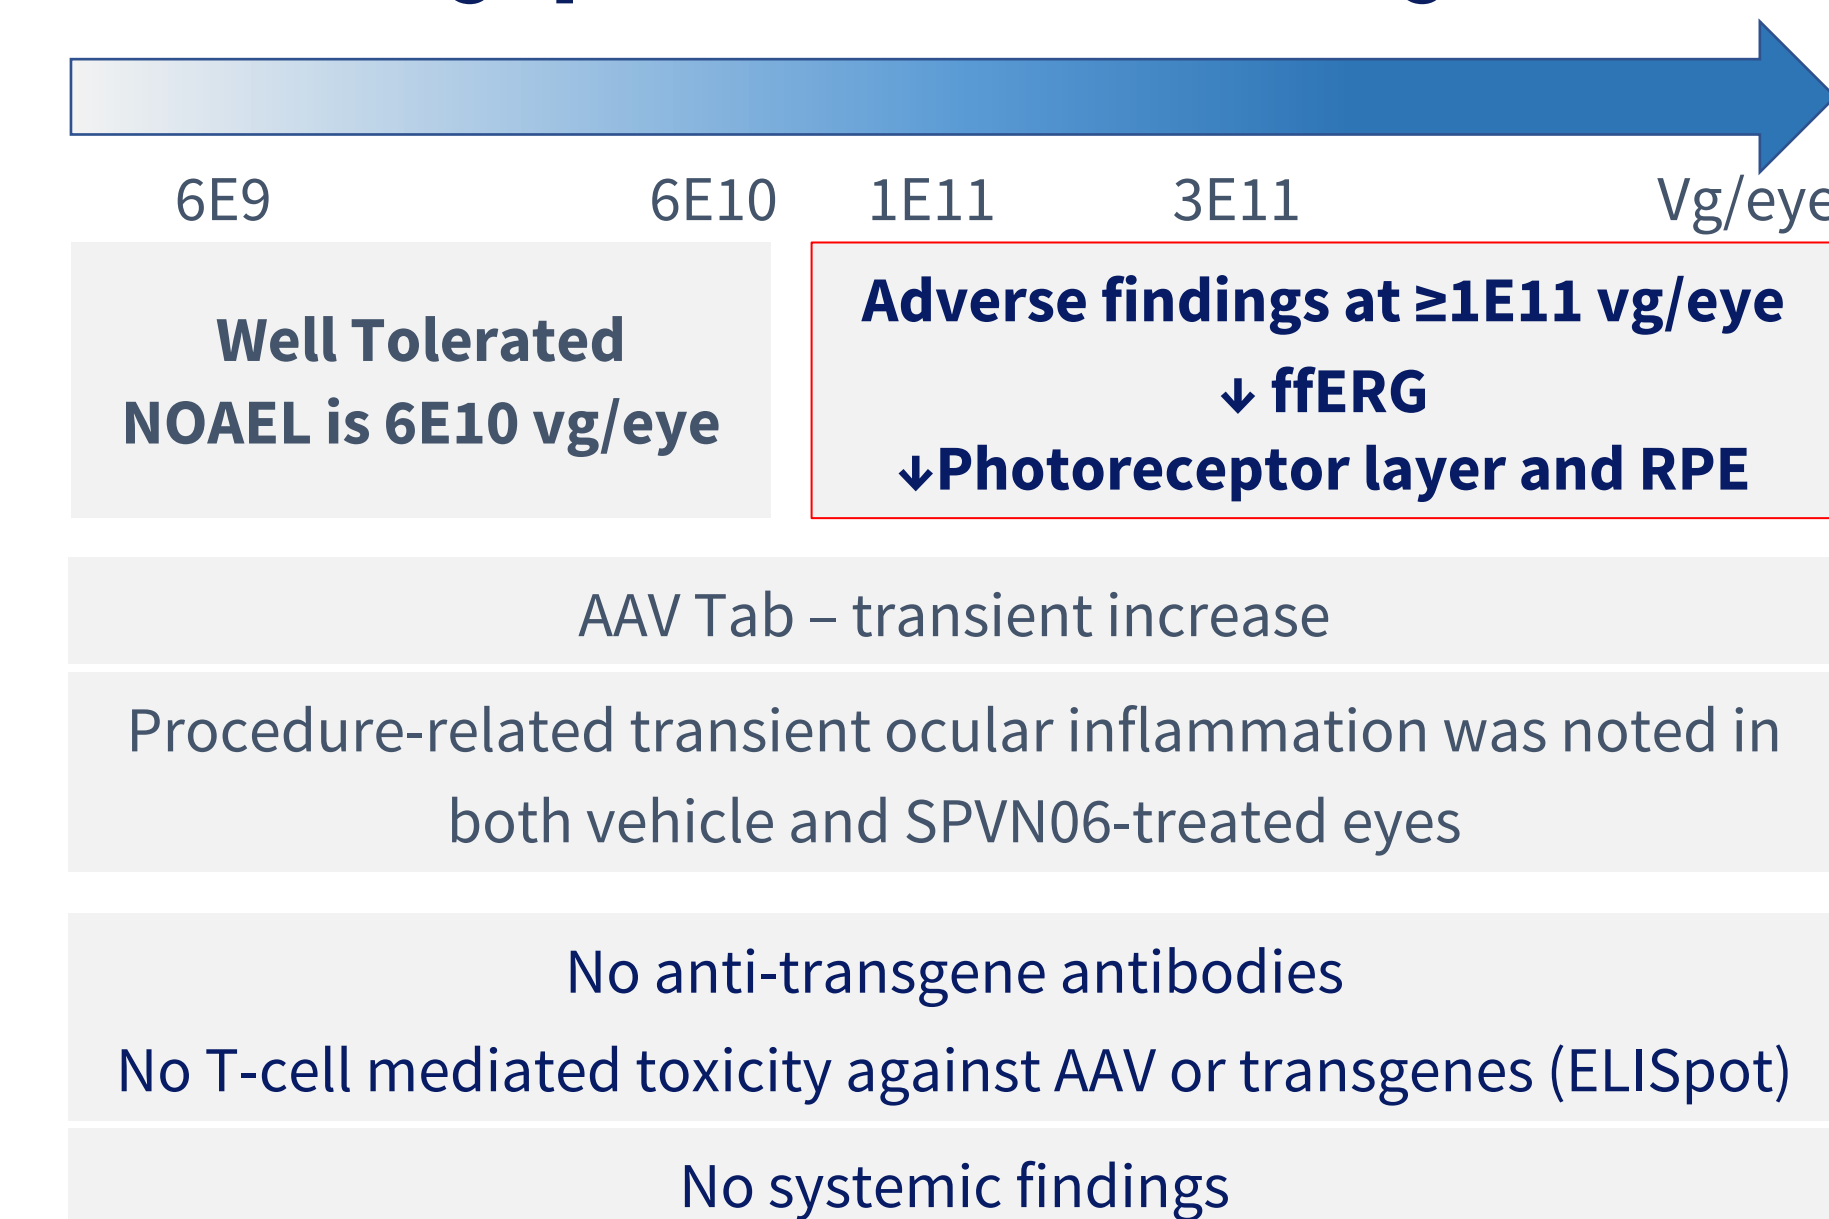 6E9 6E10 1E11 3E11 Vg/eye
Well Tolerated
NOAEL is 6E10 vg/eye
Adverse findings at ≥1E11 vg/eye
↓ ffERG
↓Photoreceptor layer and RPE
AAV Tab – transient increase
Procedure-related transient ocular inflammation was noted in
both vehicle and SPVN06-treated eyes
No anti-transgene antibodies
No T-cell mediated toxicity against AAV or transgenes (ELISpot)
No systemic findings